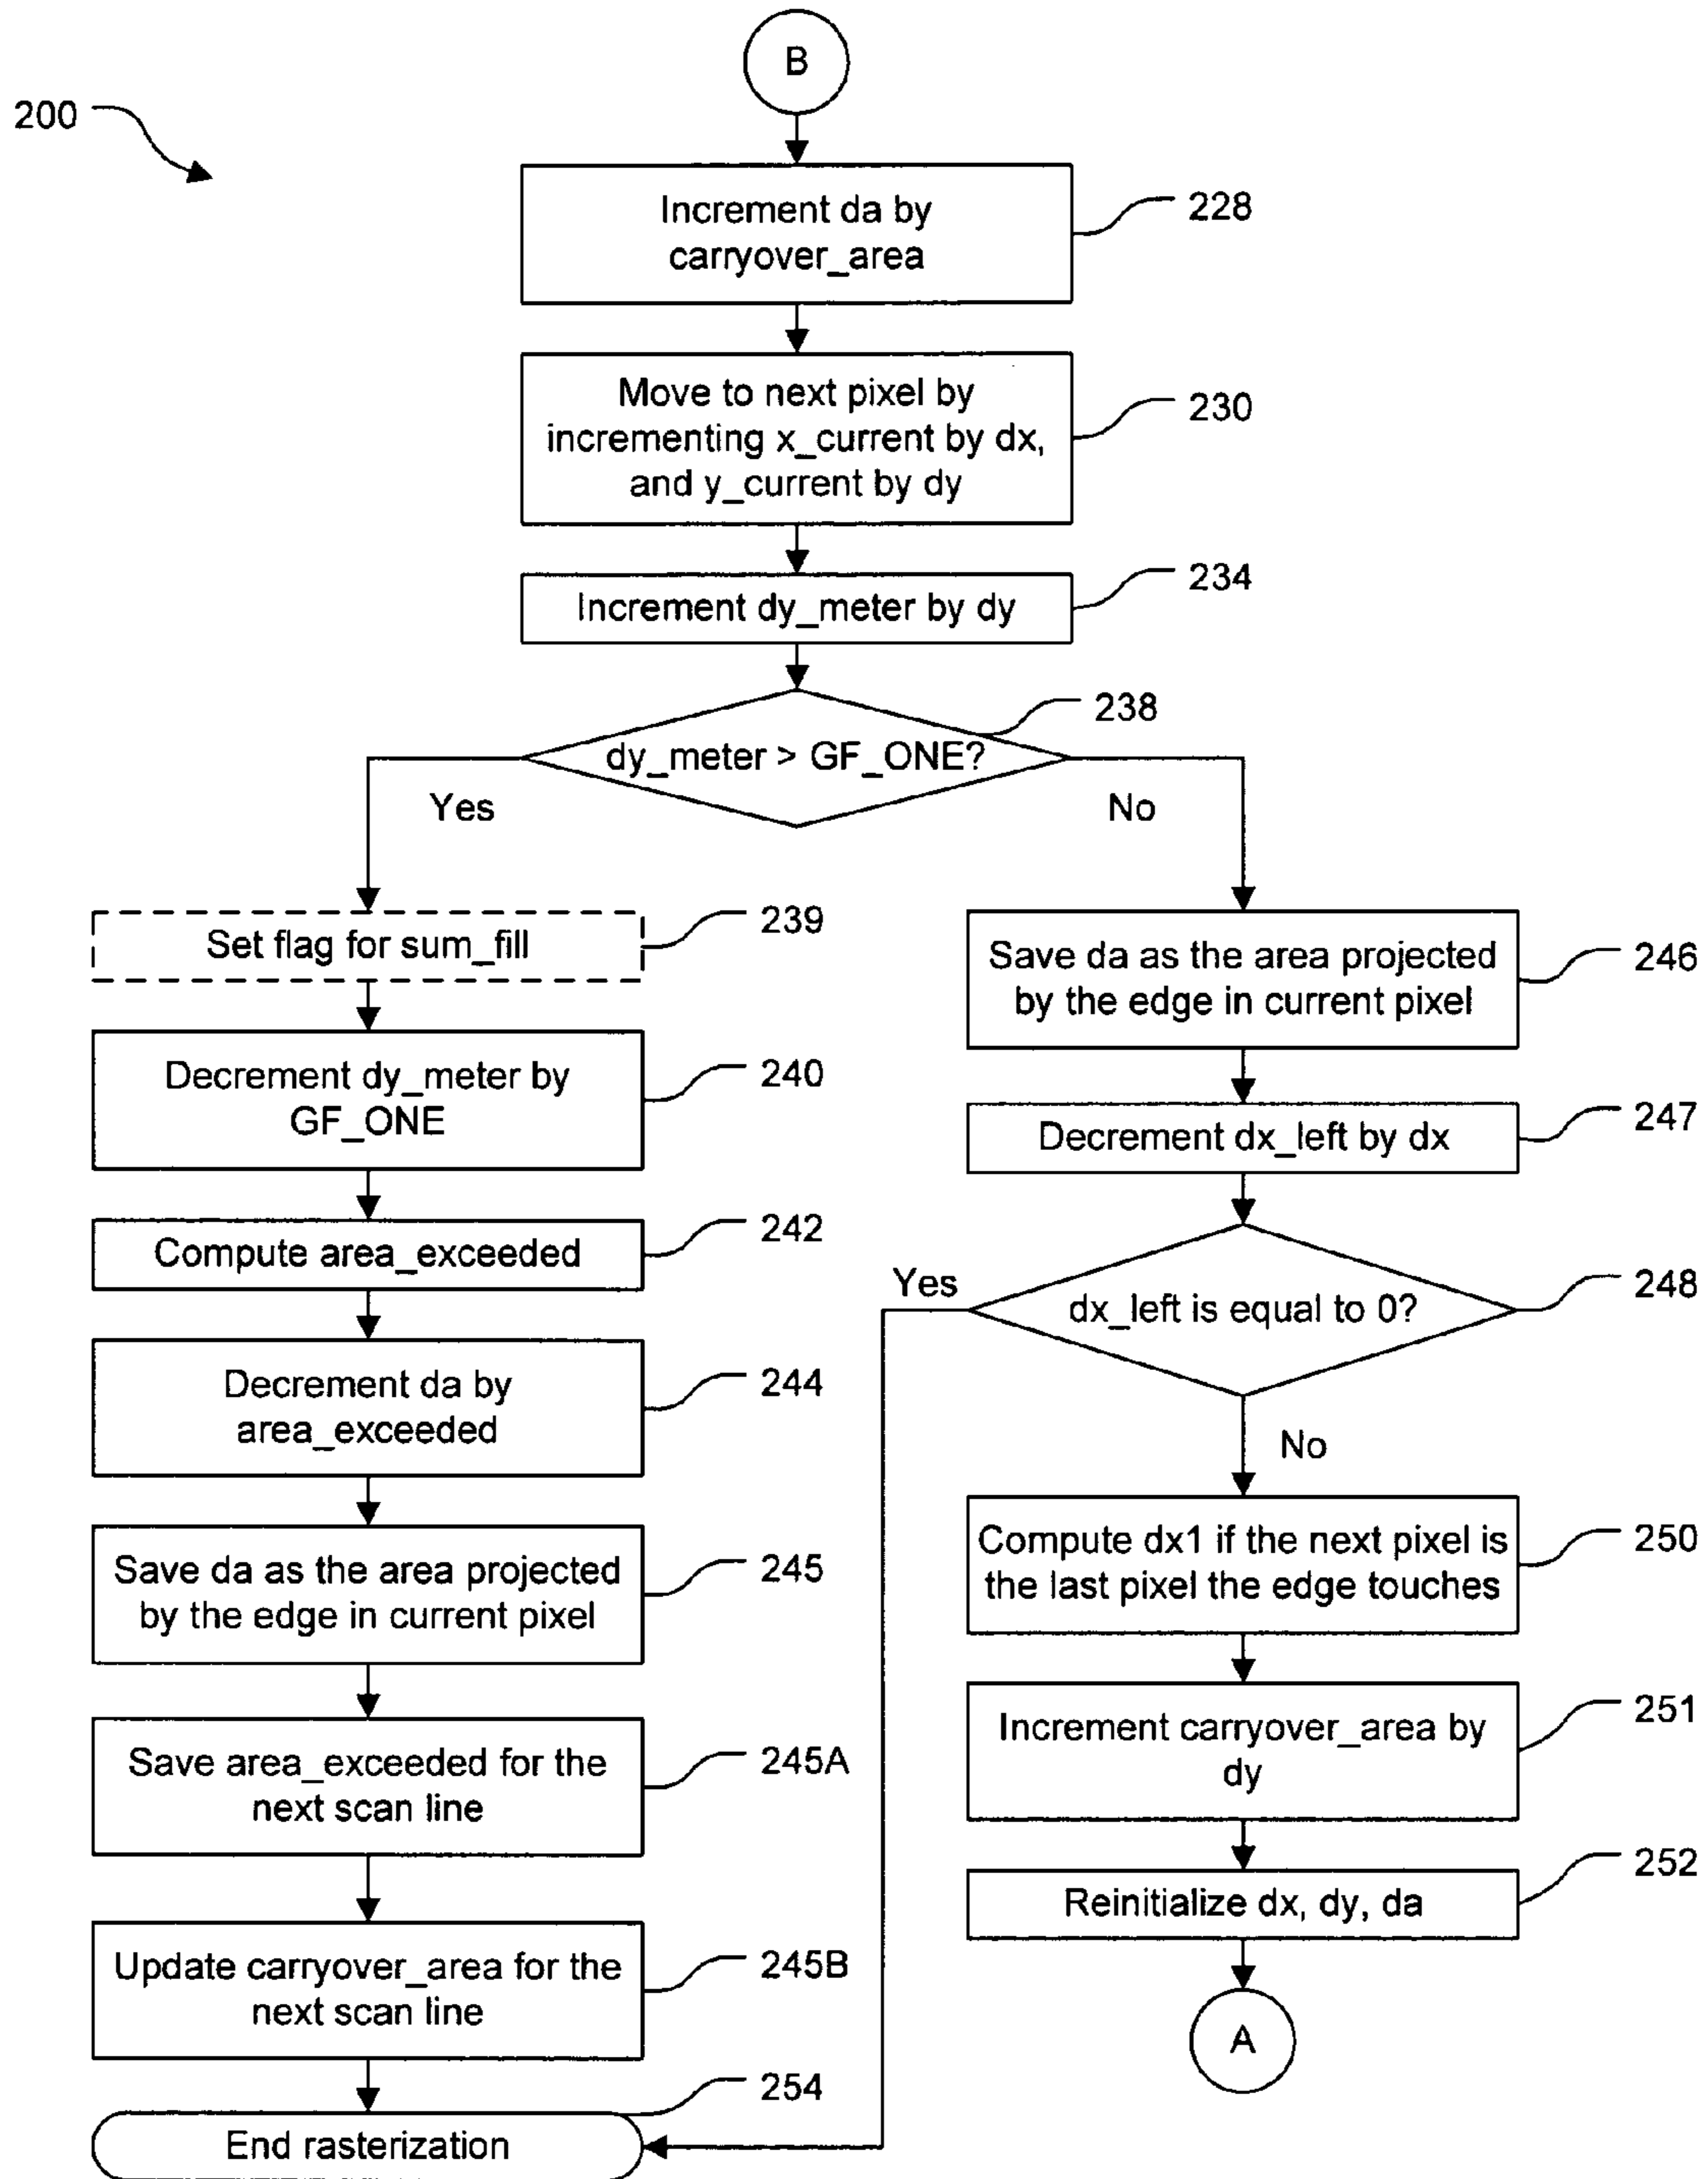 B
200
Increment da by
carryover_area
228
Move to next pixel by
incrementing x_current by dx,
and y_current by dy
230
Increment dy_meter by dy
234
dy_meter > GF_ONE?
238
Yes
No
Set flag for sum_fill
239
Decrement dy_meter by
GF_ONE
240
Compute area_exceeded
242
Decrement da by
area_exceeded
244
Save da as the area projected
by the edge in current pixel
245
Save area_exceeded for the
next scan line
245A
Update carryover_area for the
next scan line
245B
End rasterization
254
Save da as the area projected
by the edge in current pixel
246
Decrement dx_left by dx
247
dx_left is equal to 0?
248
Yes
No
Compute dx1 if the next pixel is
the last pixel the edge touches
250
Increment carryover_area by
dy
251
Reinitialize dx, dy, da
252
A